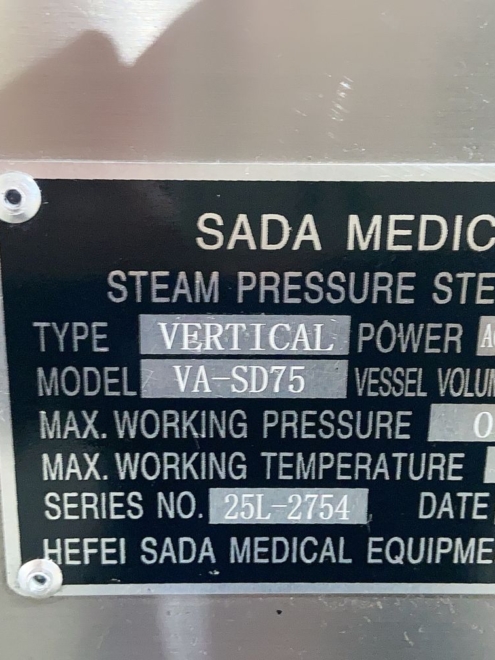 SADA MEDIC
STEAM PRESSURE STE
TYPE VERTICAL POWER
MODEL VA-SD75 VESSEL VOLUM
MAX. WORKING PRESSURE 0
MAX. WORKING TEMPERATURE
SERIES NO. 25L-2754 DATE
HEFEI SADA MEDICAL EQUIPME